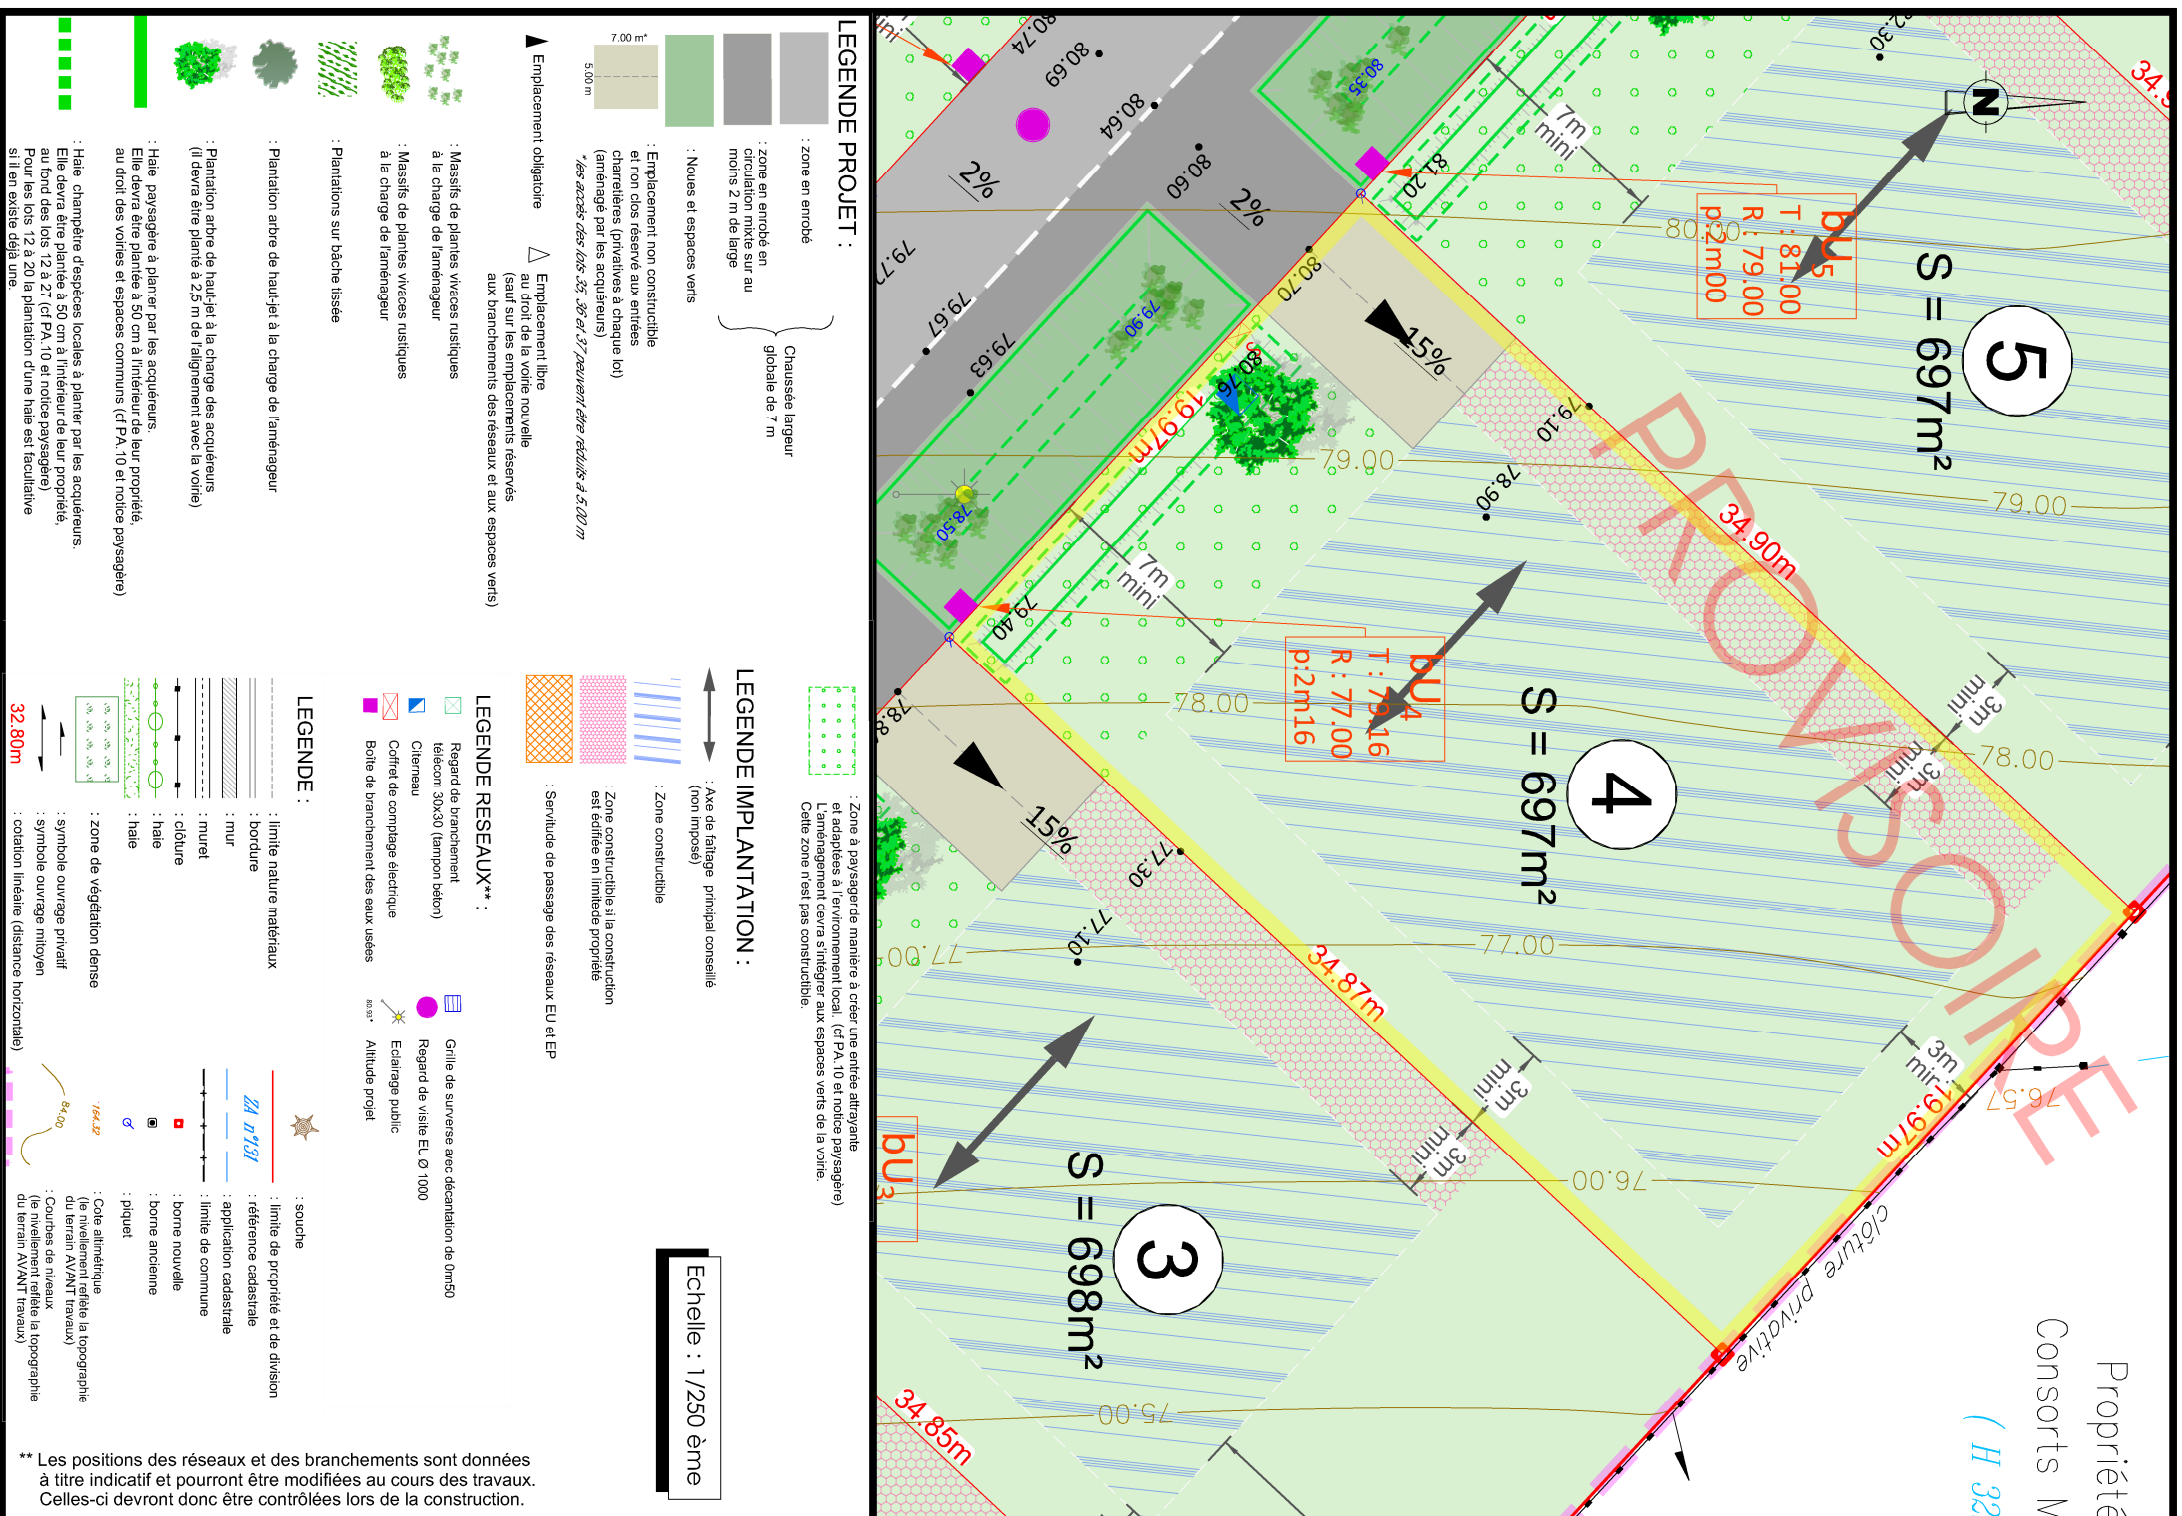 LEGENDE PROJET :
: zone en enrobé
: zone en enrobé en
circulation mixte sur au
moins 2 m de large
Chaussée largeur
globale de 7 m
: Noues et espaces verts
7.00 m*
5.00 m
: Emplacement non constructible
et non clos réservé aux entrées
charretières (privatives à chaque lot)
(aménagé par les acquéreurs)
*les accès des lots 35, 36 et 37 peuvent être réduits à 5,00 m
Emplacement obligatoire
Emplacement libre
au droit de la voirie nouvelle
(sauf sur les emplacements réservés
aux branchements des réseaux et aux espaces verts)
: Massifs de plantes vivaces rustiques
à la charge de l'aménageur
: Massifs de plantes vivaces rustiques
à la charge de l'aménageur
: Plantations sur bâche tissée
: Plantation arbre de haut-jet à la charge de l'aménageur
: Plantation arbre de haut-jet à la charge des acquéreurs
(il devra être planté à 2,5 m de l'alignement avec la voirie)
: Haie paysagère à planter par les acquéreurs.
Elle devra être plantée à 50 cm à l'intérieur de leur propriété,
au droit des voiries et espaces communs (cf PA.10 et notice paysagère)
: Haie champêtre d'espèces locales à planter par les acquéreurs.
Elle devra être plantée à 50 cm à l'intérieur de leur propriété,
au fond des lots 12 à 27 (cf PA.10 et notice paysagère)
Pour les lots 12 à 20 la plantation d'une haie est facultative
si il en existe déjà une.
: Zone à paysager de manière à créer une entrée attrayante
et adaptées à l'environnement local. (cf PA.10 et notice paysagère)
L'aménagement devra s'intégrer aux espaces verts de la voirie.
Cette zone n'est pas constructible.
LEGENDE IMPLANTATION :
: Axe de faîtage principal conseillé
(non imposé)
: Zone constructible
: Zone constructible si la construction
est édifiée en limite de propriété
: Servitude de passage des réseaux EU et EP
LEGENDE RESEAUX** :
Regard de branchement
télécom 30x30 (tampon béton)
Citerneau
Coffret de comptage électrique
Boîte de branchement des eaux usées
Grille de surverse avec décantation de 0m50
Regard de visite EU Ø 1000
Eclairage public
80.93*
Altitude projet
LEGENDE :
: limite nature matériaux
: bordure
: mur
: muret
: clôture
: haie
: haie
: zone de végétation dense
: symbole ouvrage privatif
: symbole ouvrage mitoyen
32.80m
: cotation linéaire (distance horizontale)
: souche
: limite de propriété et de division
ZA n°131
: référence cadastrale
: application cadastrale
: limite de commune
: borne nouvelle
: borne ancienne
: piquet
164.32
: Cote altimétrique
(le nivellement reflète la topographie
du terrain AVANT travaux)
84.00
: Courbes de niveaux
(le nivellement reflète la topographie
du terrain AVANT travaux)
Echelle : 1/250 ème
** Les positions des réseaux et des branchements sont données
à titre indicatif et pourront être modifiées au cours des travaux.
Celles-ci devront donc être contrôlées lors de la construction.
80.74
80.69
80.64
80.60
2%
2%
79.67
79.63
80.35
79.90
78.50
81.20
7m
mini
bU5
T : 81.00
R : 79.00
p:2m00
5
S = 697m²
N
80.70
15%
80.76
19.97m
79.10
79.00
79.00
78.90
34.90m
7m
mini
79.40
bU4
T : 79.16
R : 77.00
p:2m16
4
S = 697m²
78.00
78.00
3m
mini
3m
mini
15%
77.30
77.10
77.00
77.00
34.87m
3m
mini
3m
mini
3m
19.97m
76.57
76.00
bU3
3
S = 698m²
75.00
34.85m
clôture privative
PROVISOIRE
Propriété
Consorts M
( H 32